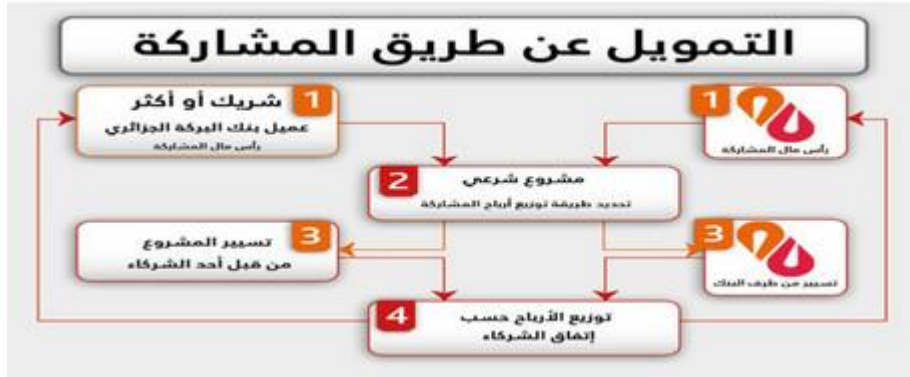 التمويل عن طريق المشاركة
1
رأس مال المشاركة
1
شريك أو أكثر
عميل بنك البركة الجزائري
رأس مال المشاركة
2
مشروع شرعي
تحديد طريقة توزيع أرباح المشاركة
3
تسيير من طرف البنك
3
تسيير المشروع
من قبل أحد الشركاء
4
توزيع الأرباح حسب
إتفاق الشركاء